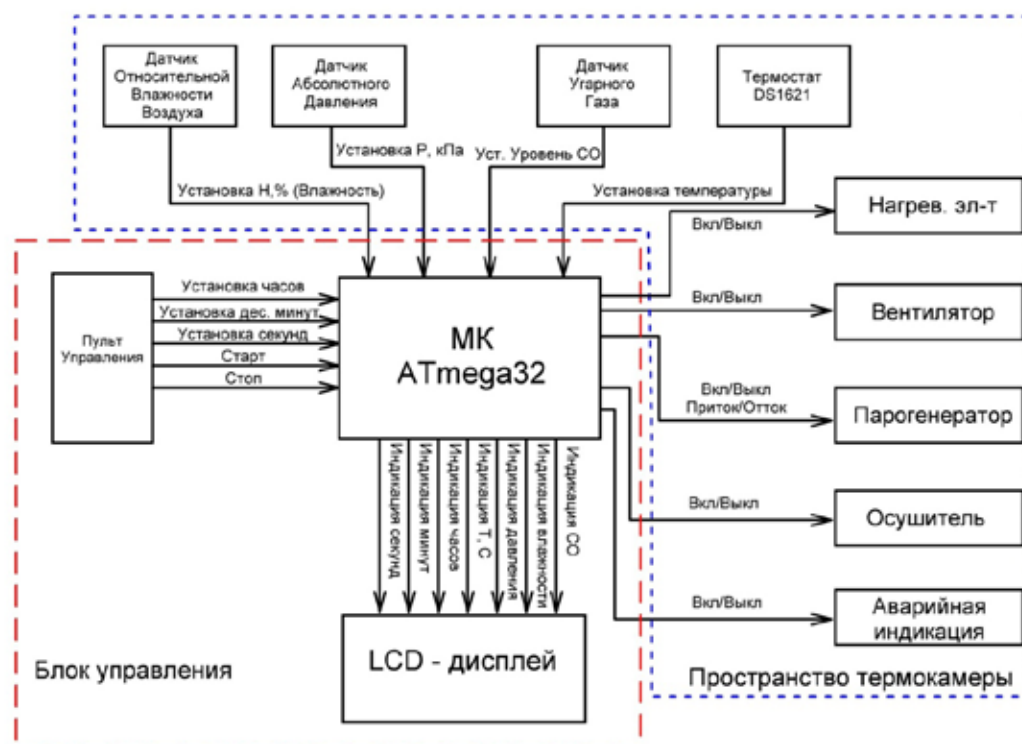 Датчик
Относительной
Влажности
Воздуха
Датчик
Абсолютного
Давления
Датчик
Угарного
Газа
Термостат
DS1621
Установка P, кПа
Уст. Уровень CO
Установка H,% (Влажность)
Установка температуры
Нагрев. эл-т
Вкл/Выкл
Пульт
Управления
Установка часов
Установка дес. минут
Установка секунд
Старт
Стоп
МК
ATmega32
Вкл/Выкл
Вентилятор
Вкл/Выкл
Приток/Отток
Парогенератор
Вкл/Выкл
Осушитель
Вкл/Выкл
Аварийная
индикация
Индикация секунд
Индикация минут
Индикация часов
Индикация T, C
Индикация давления
Индикация влажности
Индикация CO
LCD - дисплей
Блок управления
Пространство термокамеры